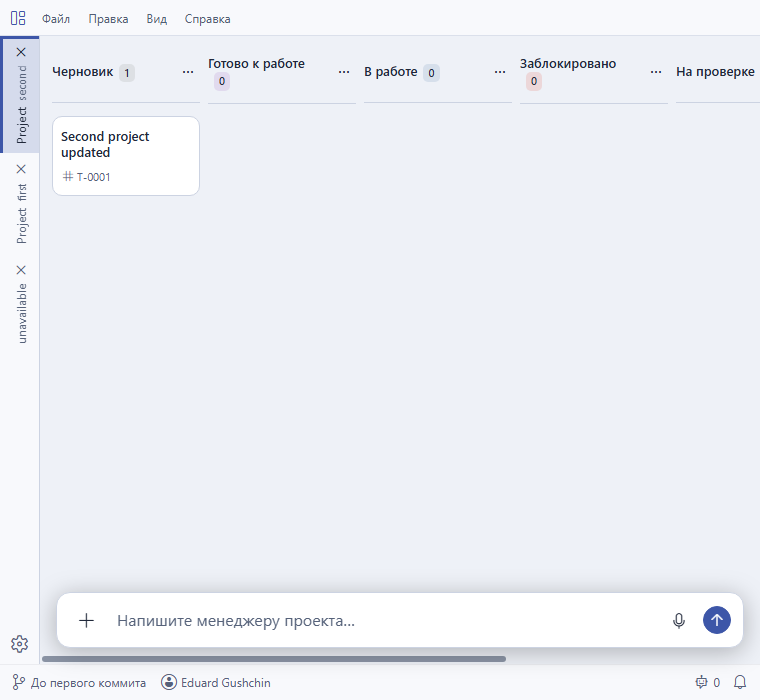 Файл Правка Вид Справка
Project second
Project first
unavailable
Черновик 1
Готово к работе 0
В работе 0
Заблокировано 0
На проверке
Second project
updated
T-0001
Напишите менеджеру проекта...
До первого коммита Eduard Gushchin 0